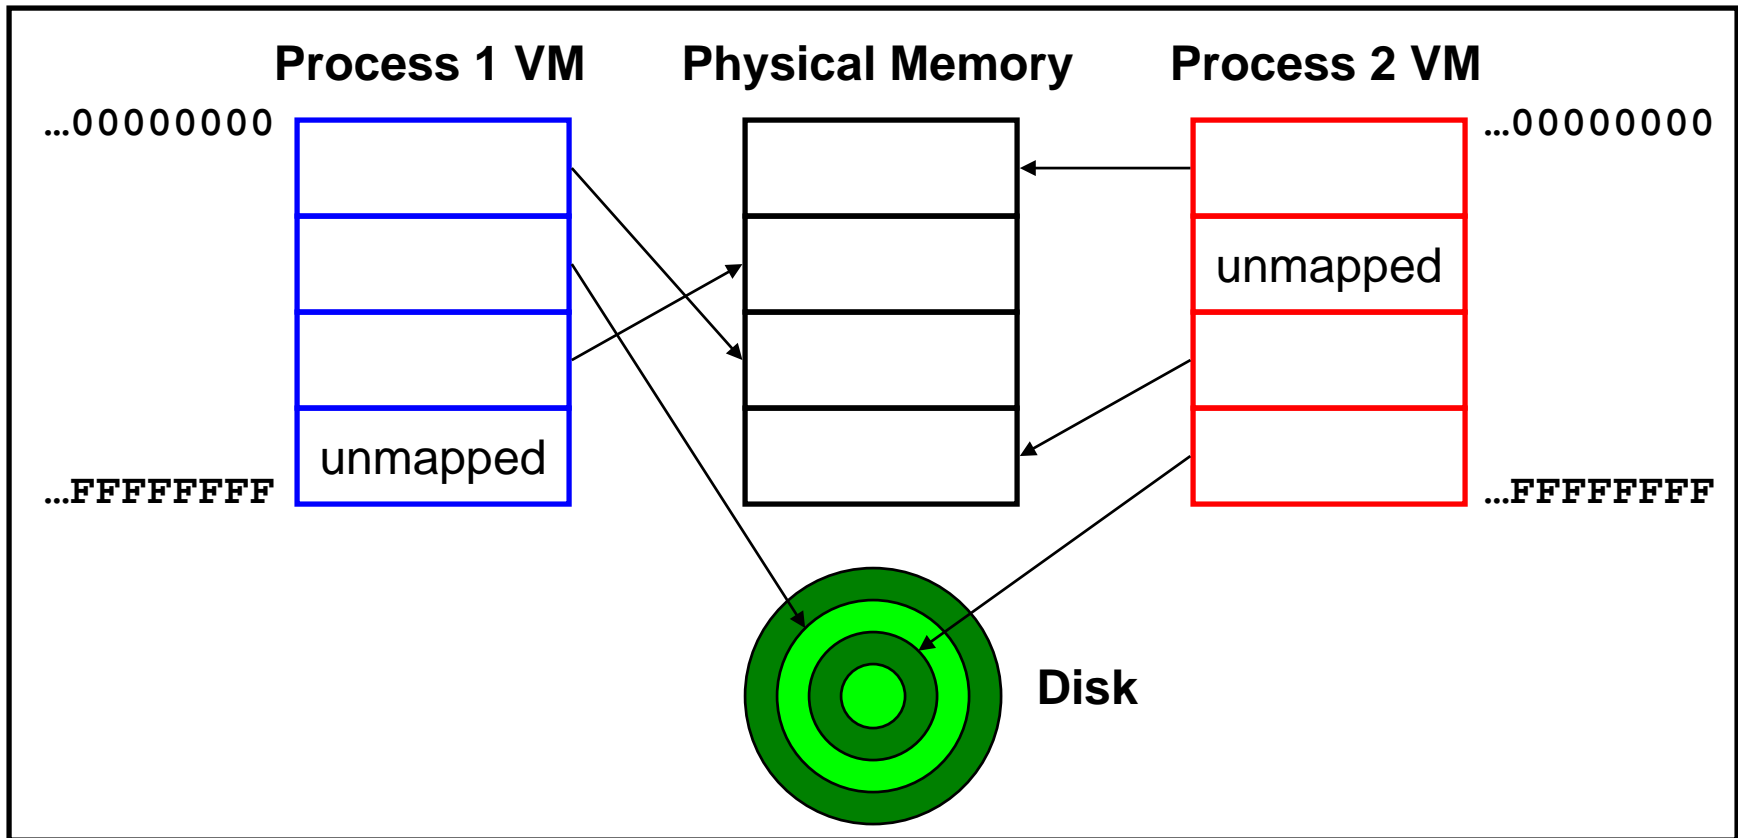 Process 1 VM
Physical Memory
Process 2 VM
…00000000
…00000000
unmapped
unmapped
…FFFFFFFF
…FFFFFFFF
Disk